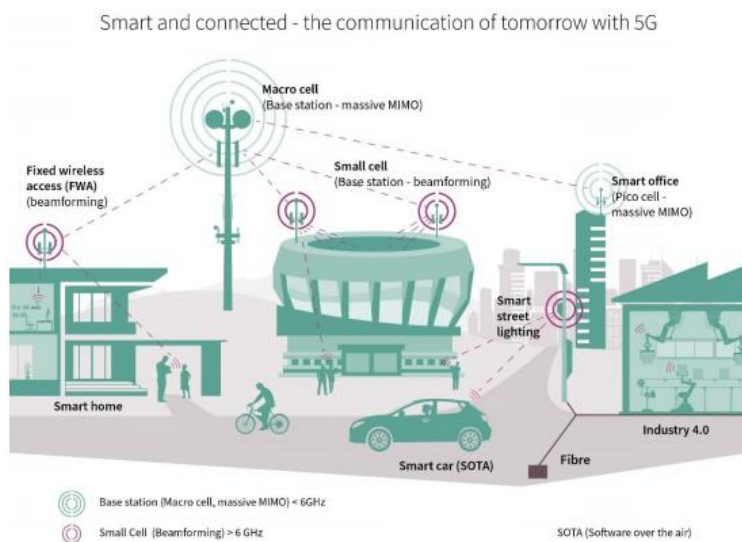 Smart and connected - the communication of tomorrow with 5G
Macro cell
(Base station - massive MIMO)
Fixed wireless
access (FWA)
(beamforming)
Small cell
(Base station - beamforming)
Smart office
(Pico cell -
massive MIMO)
Smart
street
lighting
Smart home
Smart car (SOTA)
Fibre
Industry 4.0
Base station (Macro cell, massive MIMO) < 6GHz
Small Cell (Beamforming) > 6 GHz
SOTA (Software over the air)